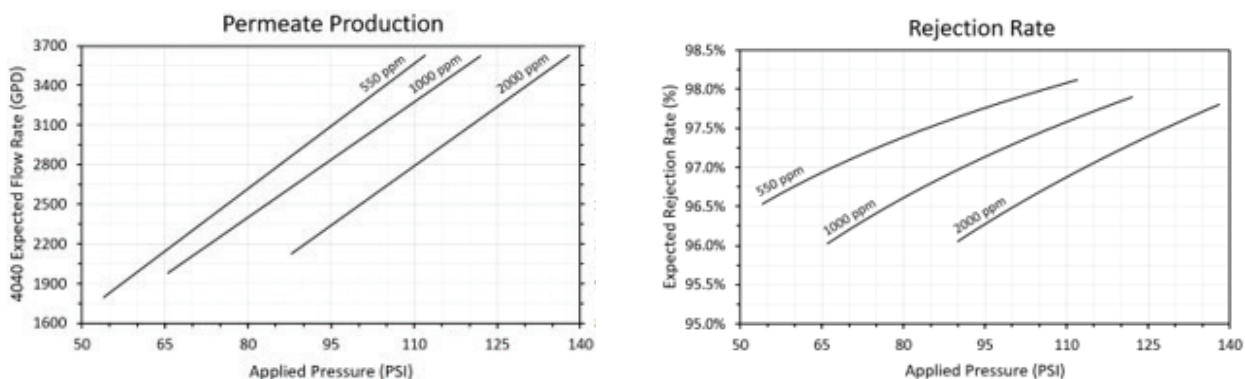 Permeate Production
4040 Expected Flow Rate (GPD)
3700
3400
3100
2800
2500
2200
1900
1600
550 ppm
1000 ppm
2000 ppm
50
65
80
95
110
125
140
Applied Pressure (PSI)
Rejection Rate
Expected Rejection Rate (%)
98.5%
98.0%
97.5%
97.0%
96.5%
96.0%
95.5%
95.0%
550 ppm
1000 ppm
2000 ppm
50
65
80
95
110
125
140
Applied Pressure (PSI)